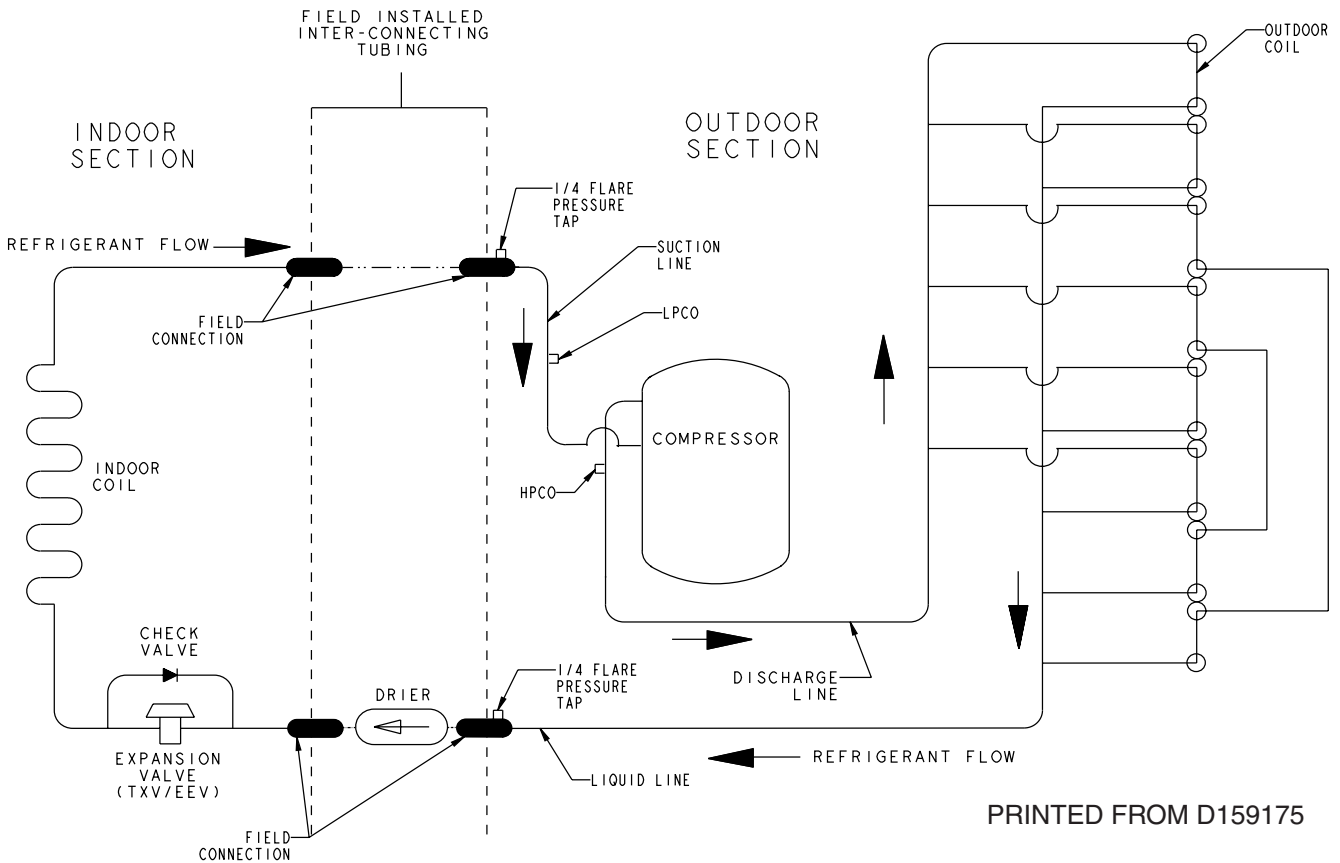 FIELD INSTALLED
INTER-CONNECTING
TUBING
OUTDOOR
COIL
INDOOR
SECTION
OUTDOOR
SECTION
1/4 FLARE
PRESSURE
TAP
REFRIGERANT FLOW
SUCTION
LINE
FIELD
CONNECTION
LPCO
COMPRESSOR
INDOOR
COIL
HPCO
CHECK
VALVE
DRIER
1/4 FLARE
PRESSURE
TAP
DISCHARGE
LINE
EXPANSION
VALVE
(TXV/EEV)
LIQUID LINE
REFRIGERANT FLOW
FIELD
CONNECTION
PRINTED FROM D159175